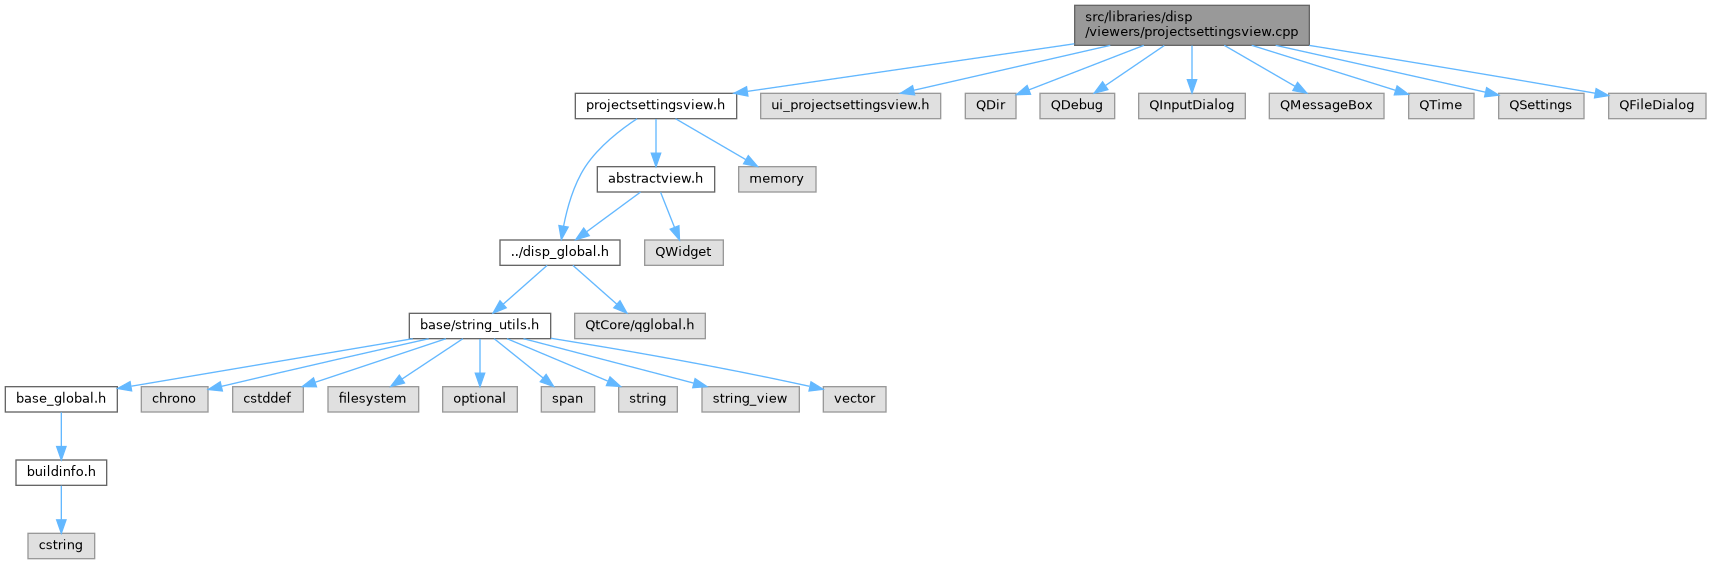 src/libraries/disp
/viewers/projectsettingsview.cpp
projectsettingsview.h
ui_projectsettingsview.h
QDir
QDebug
QInputDialog
QMessageBox
QTime
QSettings
QFileDialog
abstractview.h
memory
../disp_global.h
QWidget
base/string_utils.h
QtCore/qglobal.h
base_global.h
chrono
cstddef
filesystem
optional
span
string
string_view
vector
buildinfo.h
cstring